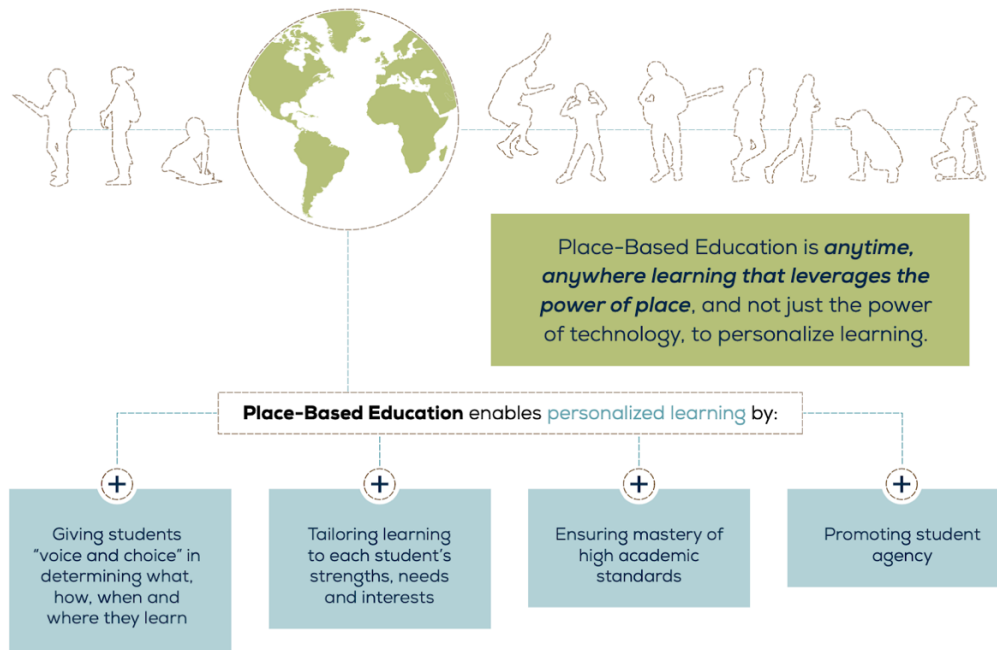 Place-Based Education is anytime,
anywhere learning that leverages the
power of place, and not just the power
of technology, to personalize learning.
Place-Based Education enables personalized learning by:
+
Giving students
“voice and choice” in
determining what,
how, when and
where they learn
+
Tailoring learning
to each student’s
strengths, needs
and interests
+
Ensuring mastery of
high academic
standards
+
Promoting student
agency